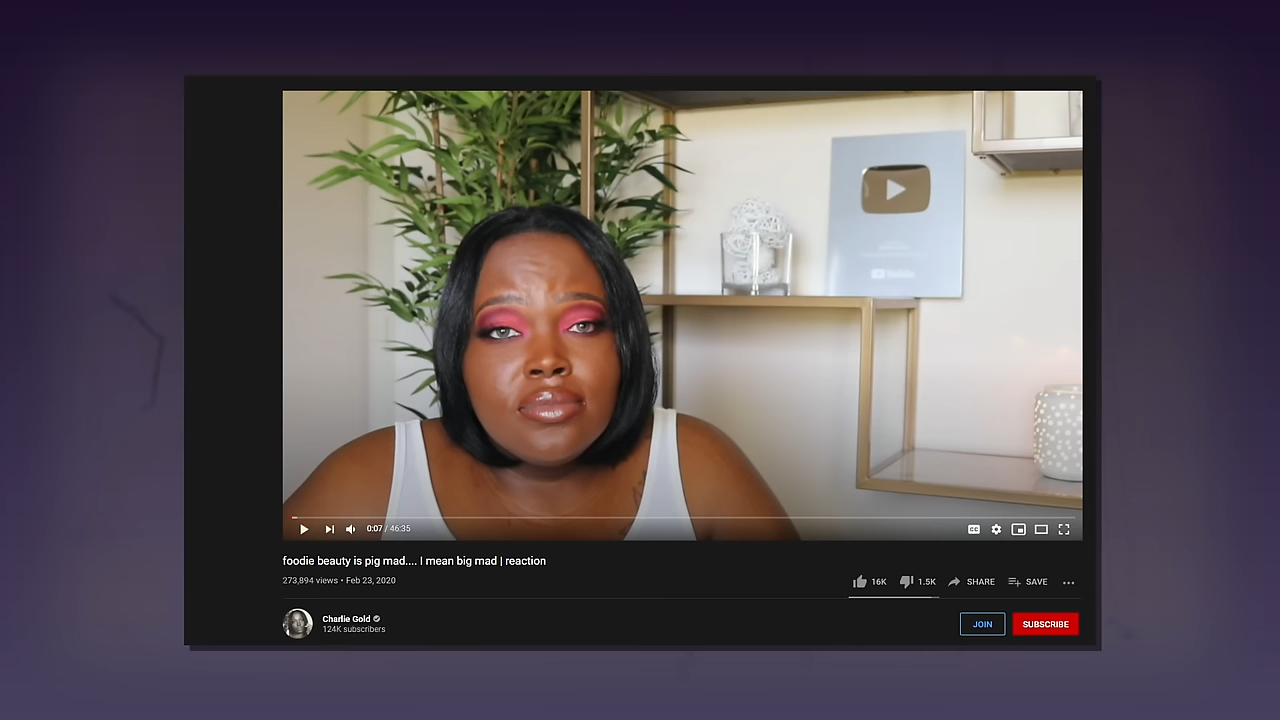 0:07 / 46:35
CC
foodie beauty is pig mad.... I mean big mad | reaction
273,894 views • Feb 23, 2020
16K 1.5K SHARE SAVE
Charlie Gold
124K subscribers
JOIN SUBSCRIBE